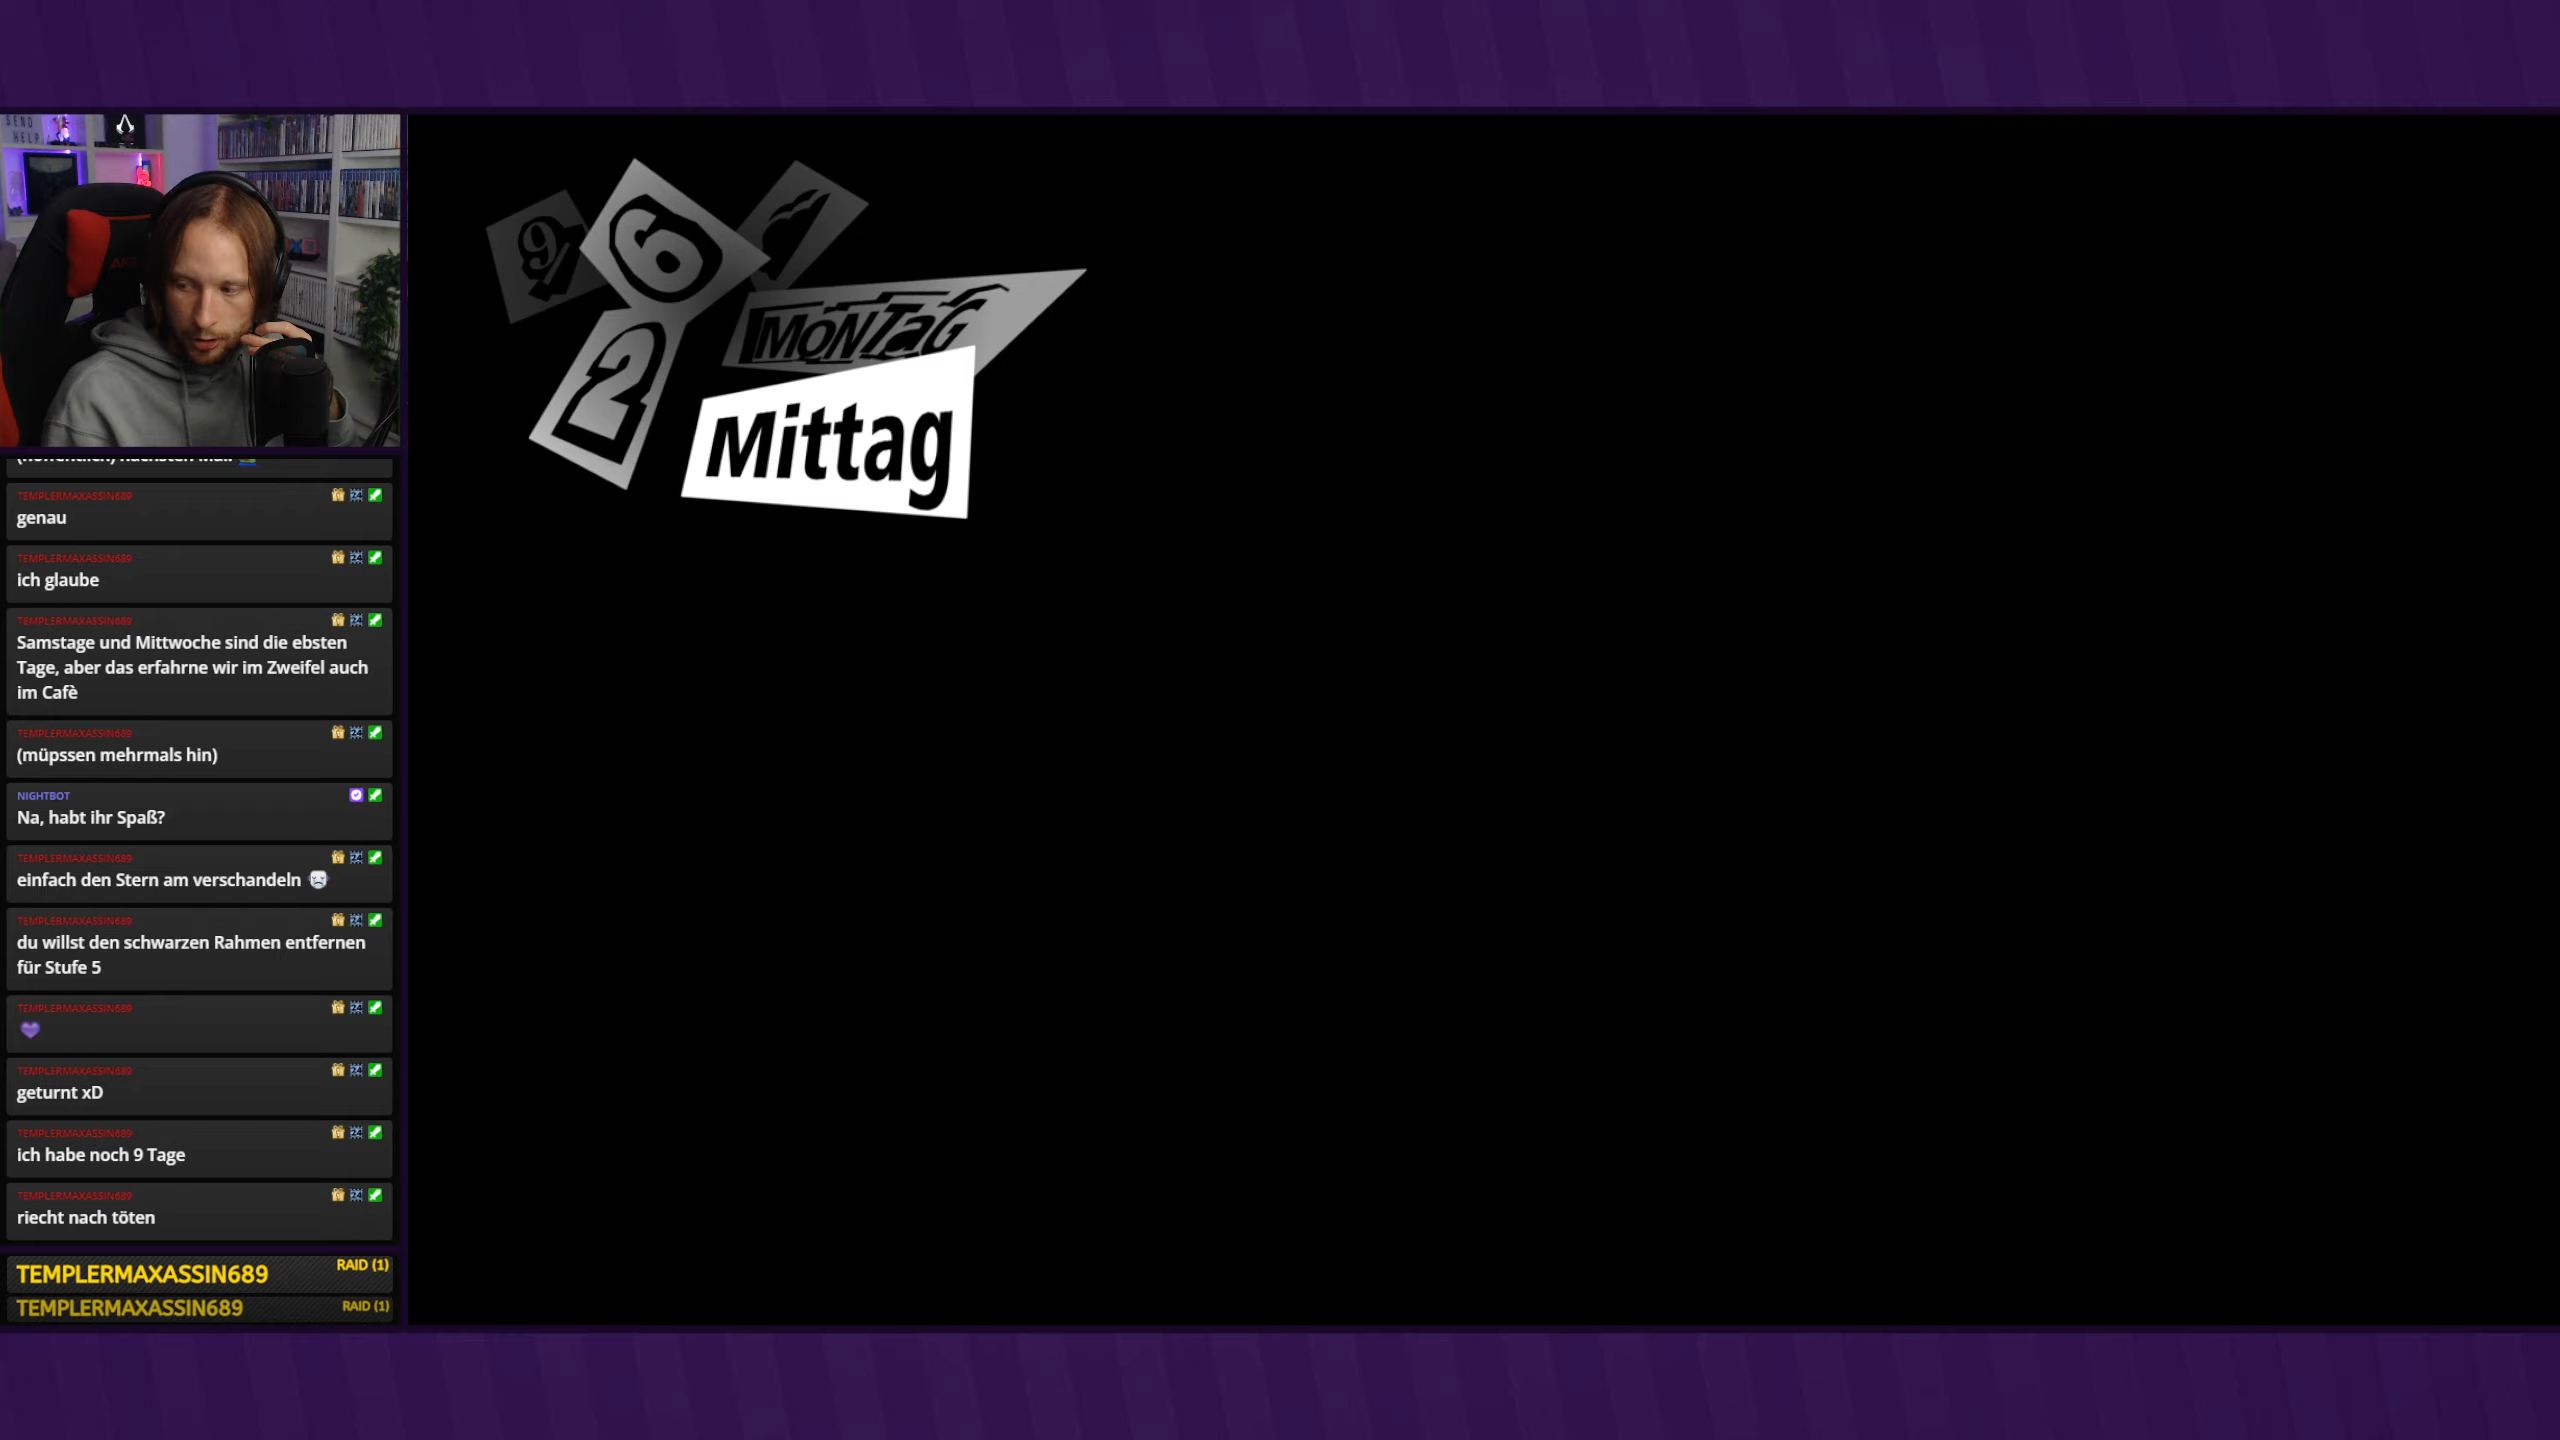 SEND
HELP
9/
6
2
MONTAG
Mittag
TEMPLERMAXASSIN689
genau
TEMPLERMAXASSIN689
ich glaube
TEMPLERMAXASSIN689
Samstage und Mittwoche sind die ebsten
Tage, aber das erfahrne wir im Zweifel auch
im Cafè
TEMPLERMAXASSIN689
(müpssen mehrmals hin)
NIGHTBOT
Na, habt ihr Spaß?
TEMPLERMAXASSIN689
einfach den Stern am verschandeln
TEMPLERMAXASSIN689
du willst den schwarzen Rahmen entfernen
für Stufe 5
TEMPLERMAXASSIN689
TEMPLERMAXASSIN689
geturnt xD
TEMPLERMAXASSIN689
ich habe noch 9 Tage
TEMPLERMAXASSIN689
riecht nach töten
TEMPLERMAXASSIN689 RAID (1)
TEMPLERMAXASSIN689 RAID (1)